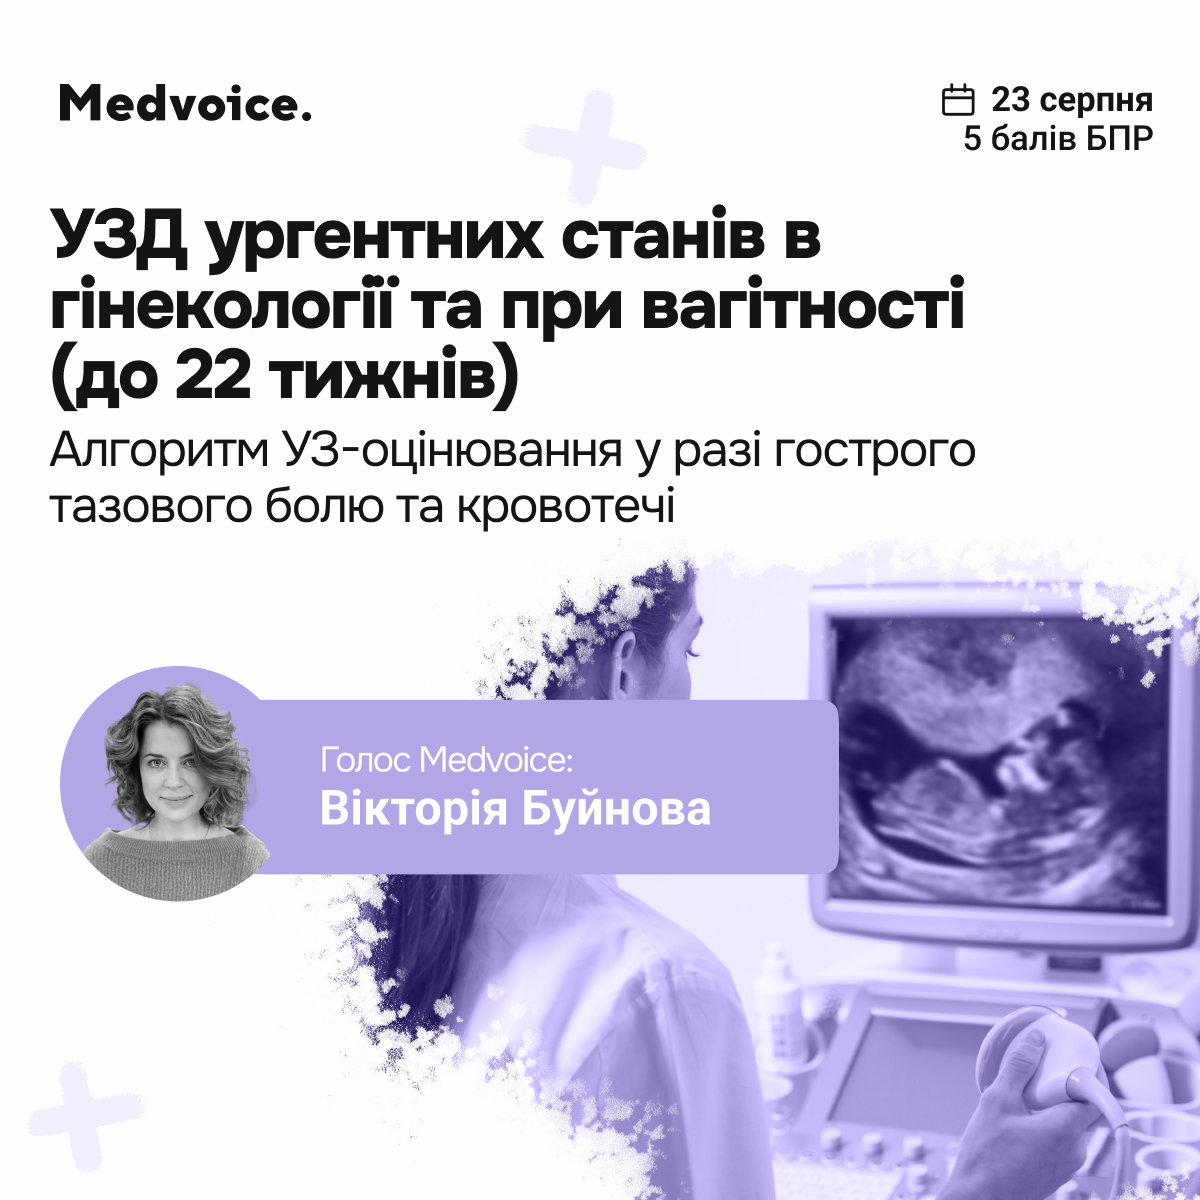 Medvoice.
23 серпня
5 балів БПР
УЗД ургентних станів в
гінекології та при вагітності
(до 22 тижнів)
Алгоритм УЗ-оцінювання у разі гострого
тазового болю та кровотечі
Голос Medvoice:
Вікторія Буйнова